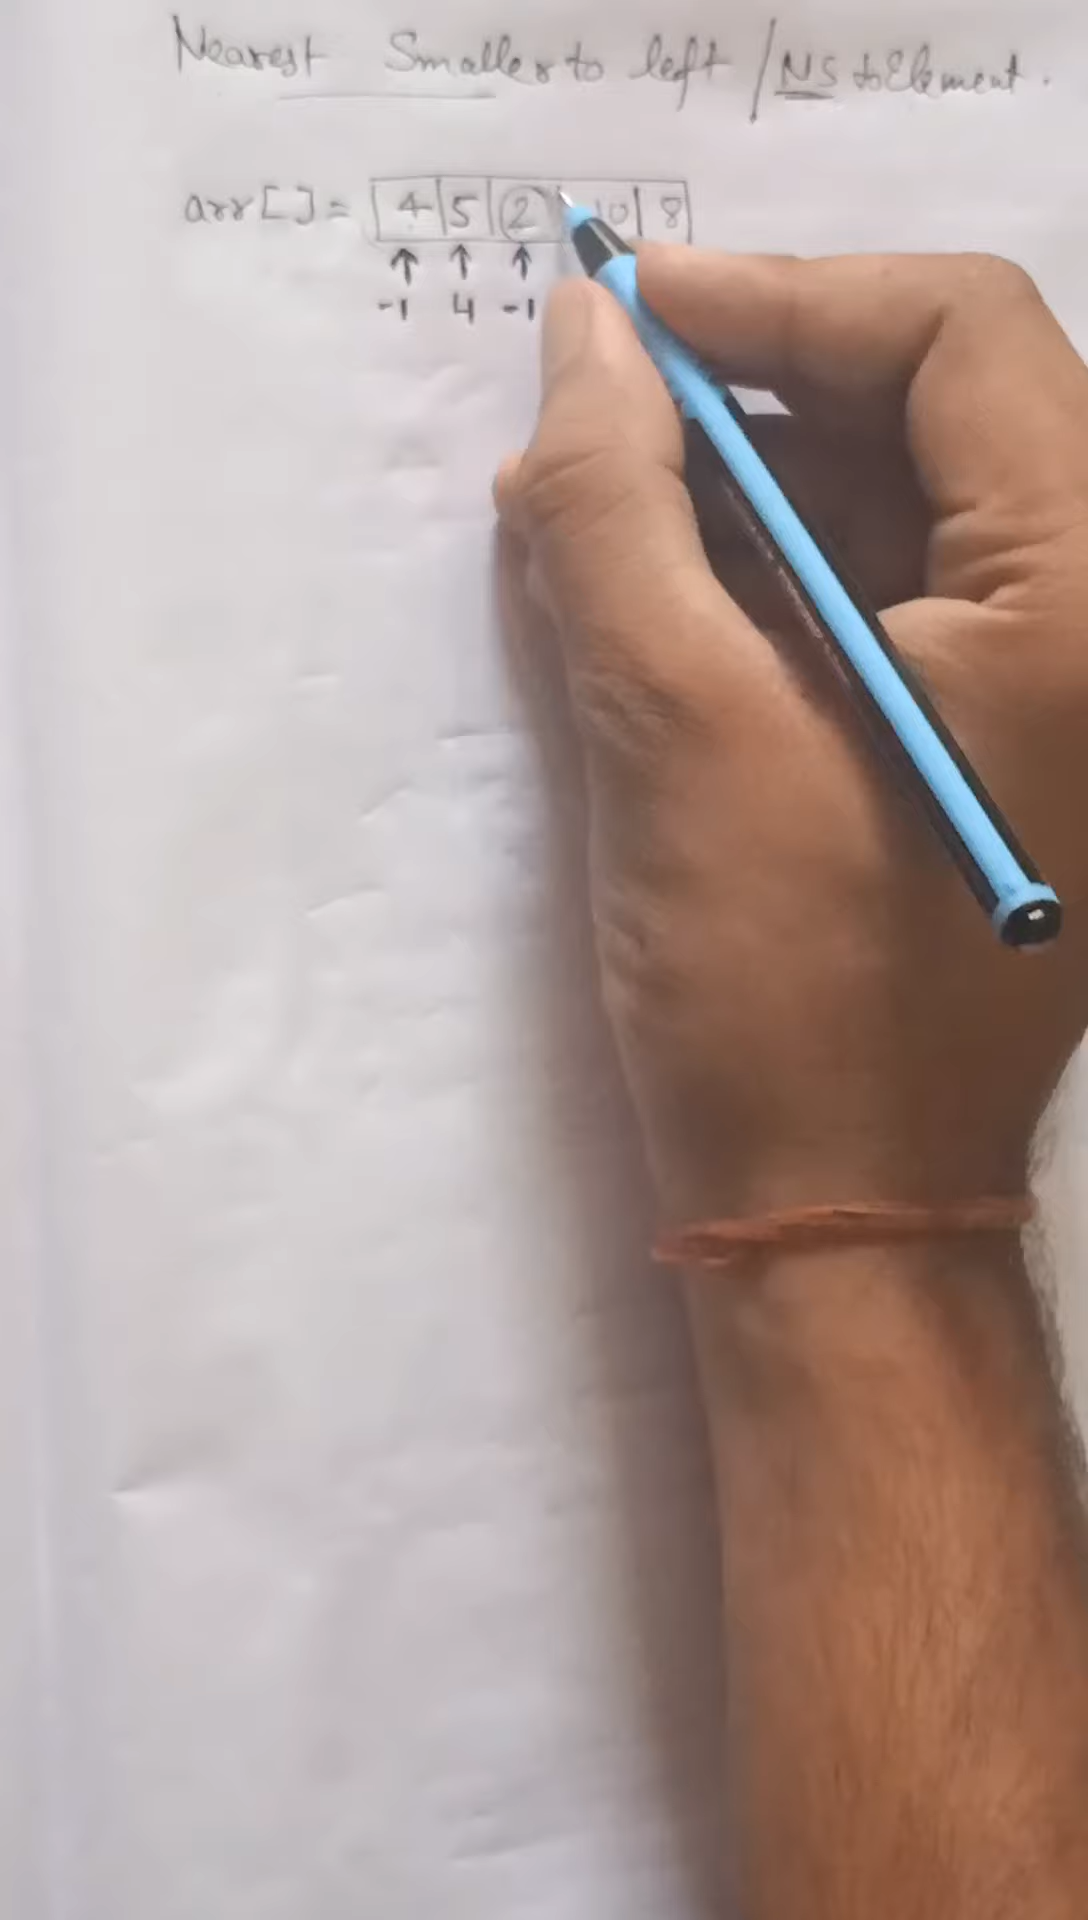 Nearest Smaller to left / NS to Element.
arr[] = | 4 | 5 | 2 | 10 | 8 |
↑ ↑ ↑
-1 4 -1